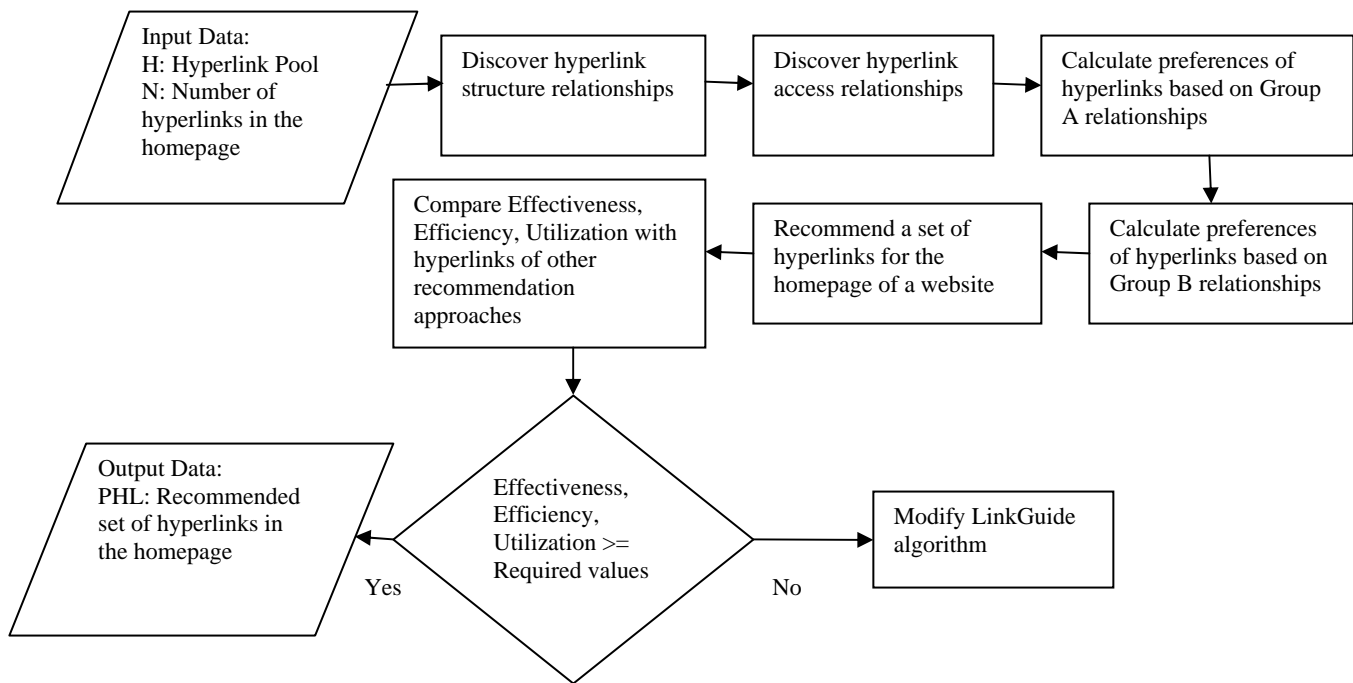 Input Data:
H: Hyperlink Pool
N: Number of
hyperlinks in the
homepage
Discover hyperlink
structure relationships
Discover hyperlink
access relationships
Calculate preferences of
hyperlinks based on Group
A relationships
Calculate preferences
of hyperlinks based on
Group B relationships
Recommend a set of
hyperlinks for the
homepage of a website
Compare Effectiveness,
Efficiency, Utilization with
hyperlinks of other
recommendation
approaches
Effectiveness,
Efficiency,
Utilization >=
Required values
Yes
No
Output Data:
PHL: Recommended
set of hyperlinks in
the homepage
Modify LinkGuide
algorithm